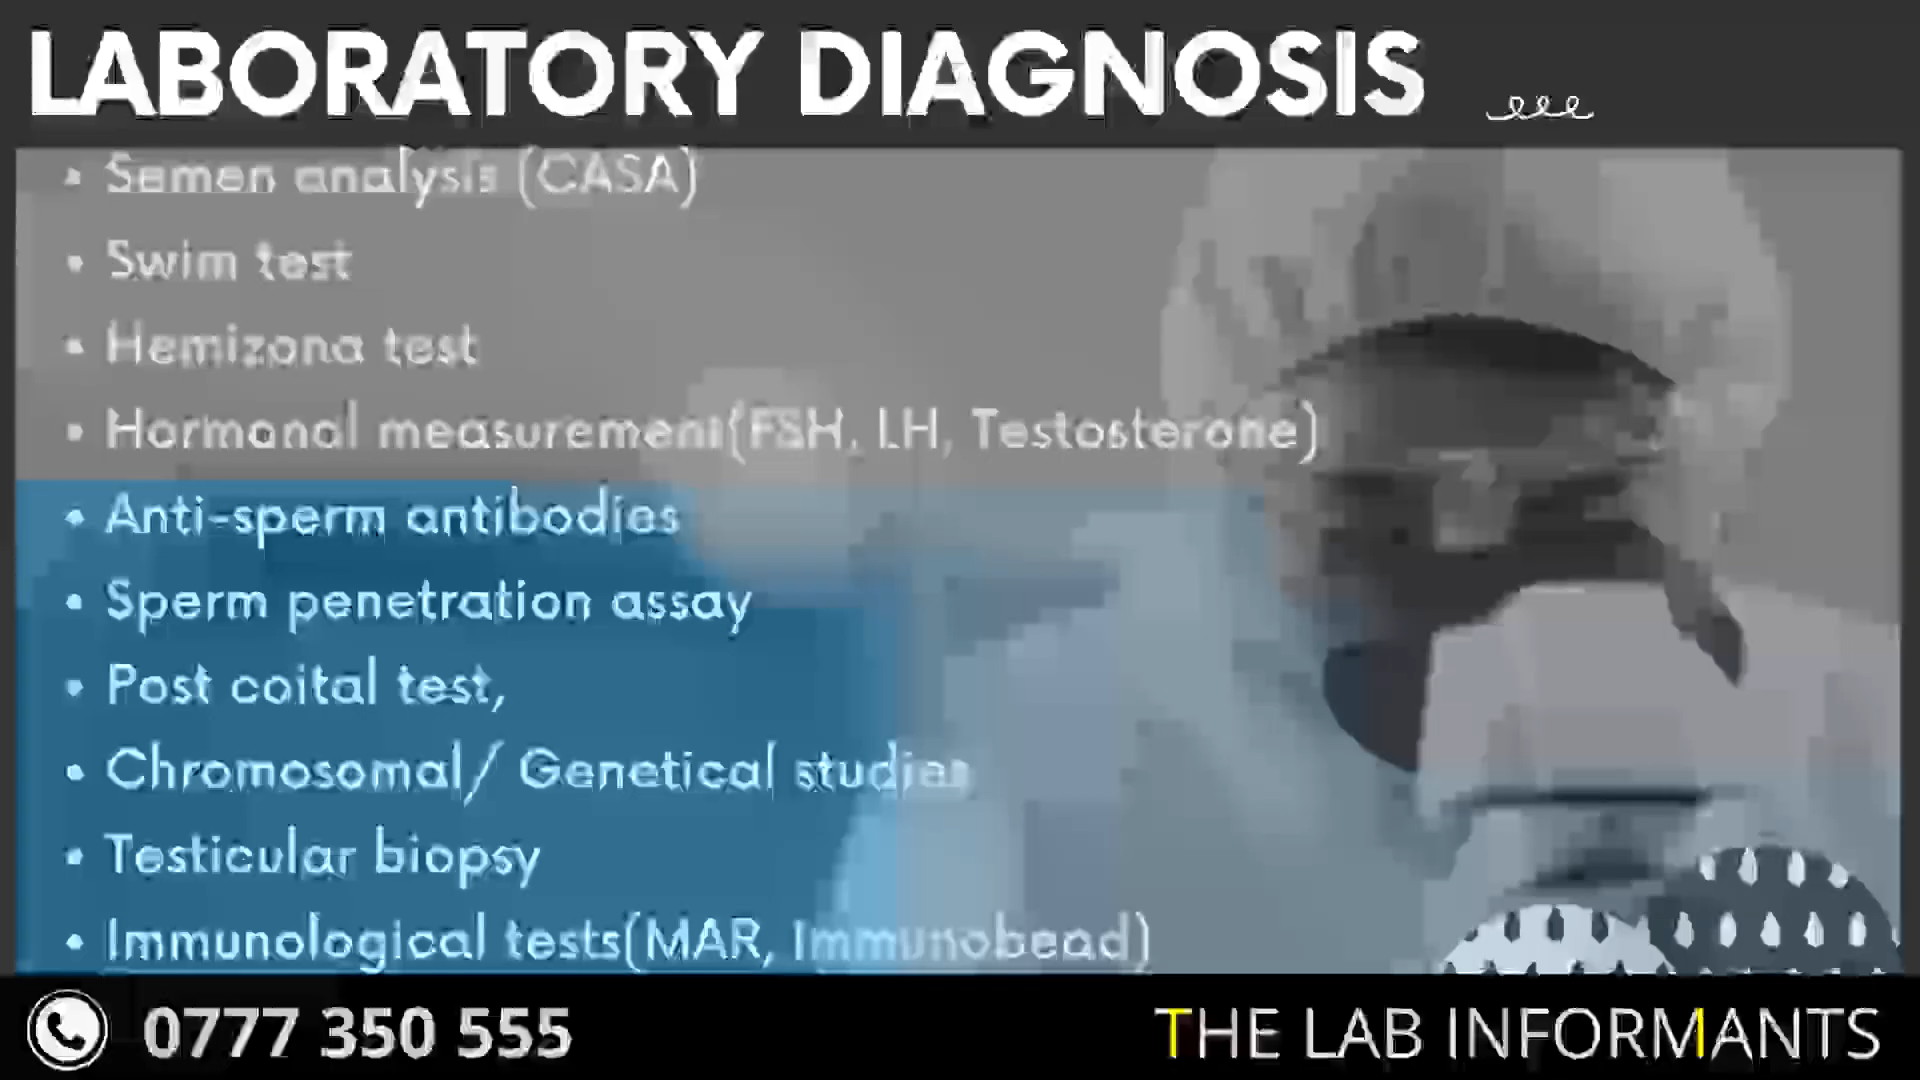 LABORATORY DIAGNOSIS
• Semen analysis (CASA)
• Swim test
• Hemizona test
• Hormonal measurement(FSH, LH, Testosterone)
• Anti-sperm antibodies
• Sperm penetration assay
• Post coital test,
• Chromosomal/ Genetical studies
• Testicular biopsy
• Immunological tests(MAR, Immunobead)
0777 350 555
THE LAB INFORMANTS